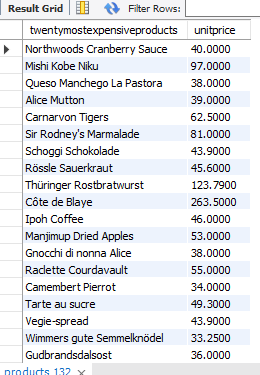 Result Grid Filter Rows:
twentymostexpensiveproducts unitprice
Northwoods Cranberry Sauce 40.0000
Mishi Kobe Niku 97.0000
Queso Manchego La Pastora 38.0000
Alice Mutton 39.0000
Carnarvon Tigers 62.5000
Sir Rodney's Marmalade 81.0000
Schoggi Schokolade 43.9000
Rössle Sauerkraut 45.6000
Thüringer Rostbratwurst 123.7900
Côte de Blaye 263.5000
Ipoh Coffee 46.0000
Manjimup Dried Apples 53.0000
Gnocchi di nonna Alice 38.0000
Raclette Courdavault 55.0000
Camembert Pierrot 34.0000
Tarte au sucre 49.3000
Vegie-spread 43.9000
Wimmers gute Semmelknödel 33.2500
Gudbrandsdalsost 36.0000
products 132